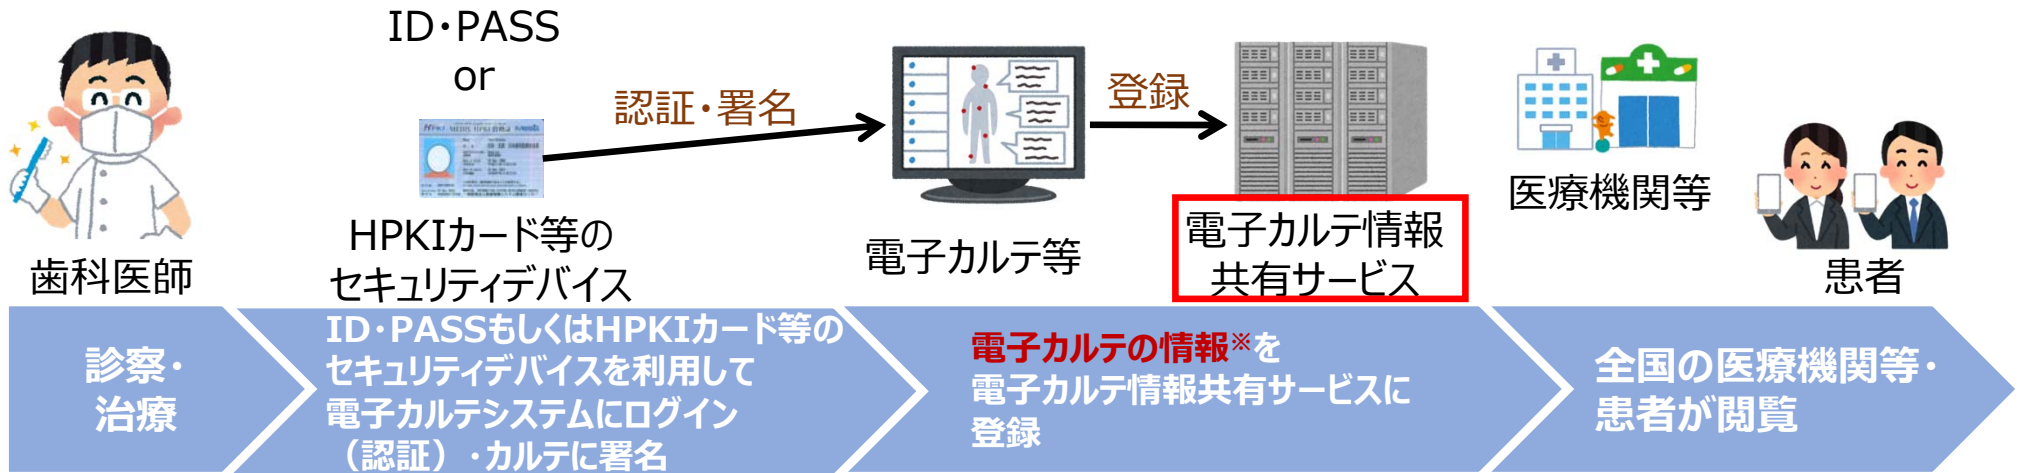 ID・PASS
or
認証・署名
登録
HPKI
歯科医師
HPKIカード等の
セキュリティデバイス
電子カルテ等
電子カルテ情報
共有サービス
医療機関等
患者
診察・
治療
ID・PASSもしくはHPKIカード等の
セキュリティデバイスを利用して
電子カルテシステムにログイン
（認証）・カルテに署名
電子カルテの情報※を
電子カルテ情報共有サービスに
登録
全国の医療機関等・
患者が閲覧